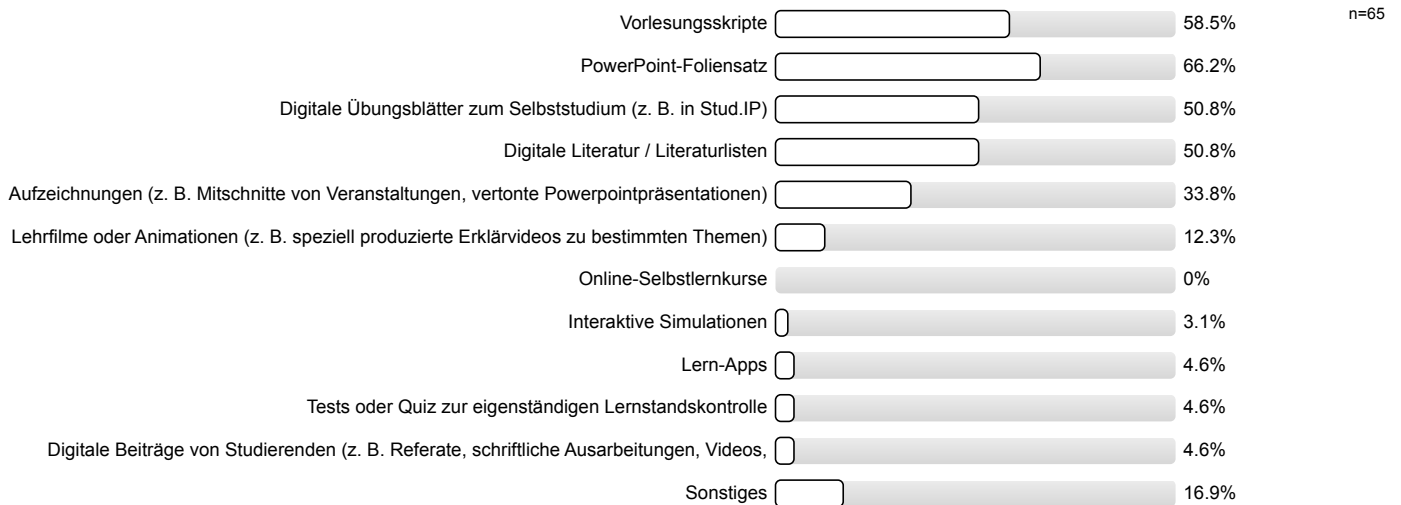 Vorlesungsskripte 58.5% n=65
PowerPoint-Foliensatz 66.2%
Digitale Übungsblätter zum Selbststudium (z. B. in Stud.IP) 50.8%
Digitale Literatur / Literaturlisten 50.8%
Aufzeichnungen (z. B. Mitschnitte von Veranstaltungen, vertonte Powerpointpräsentationen) 33.8%
Lehrfilme oder Animationen (z. B. speziell produzierte Erklärvideos zu bestimmten Themen) 12.3%
Online-Selbstlernkurse 0%
Interaktive Simulationen 3.1%
Lern-Apps 4.6%
Tests oder Quiz zur eigenständigen Lernstandskontrolle 4.6%
Digitale Beiträge von Studierenden (z. B. Referate, schriftliche Ausarbeitungen, Videos, 4.6%
Sonstiges 16.9%